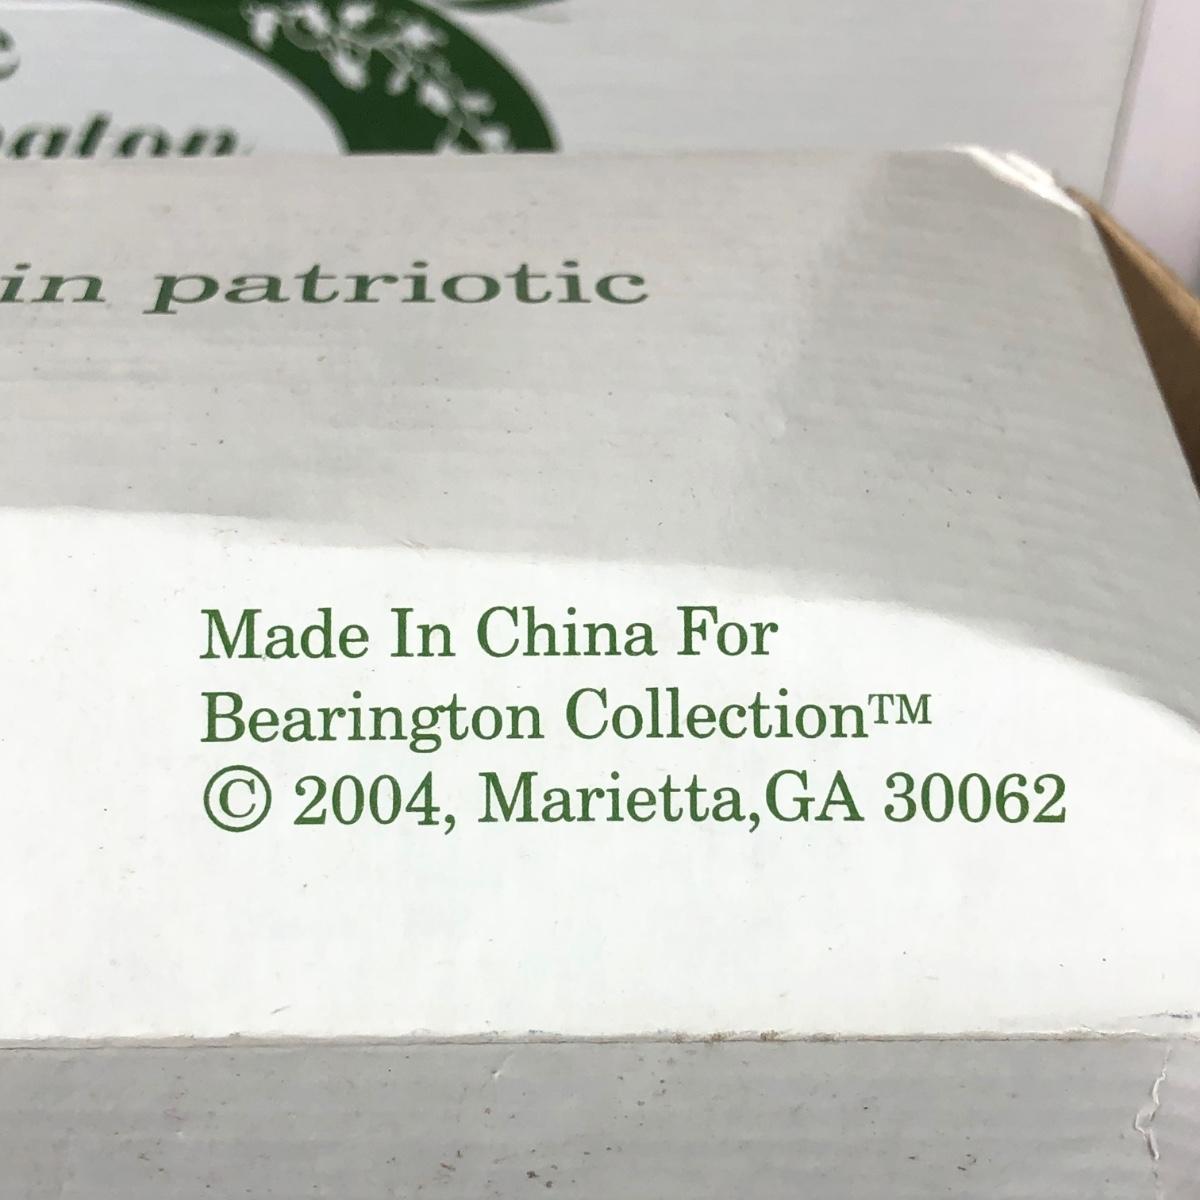 in patriotic
Made In China For
Bearington Collection™
© 2004, Marietta,GA 30062